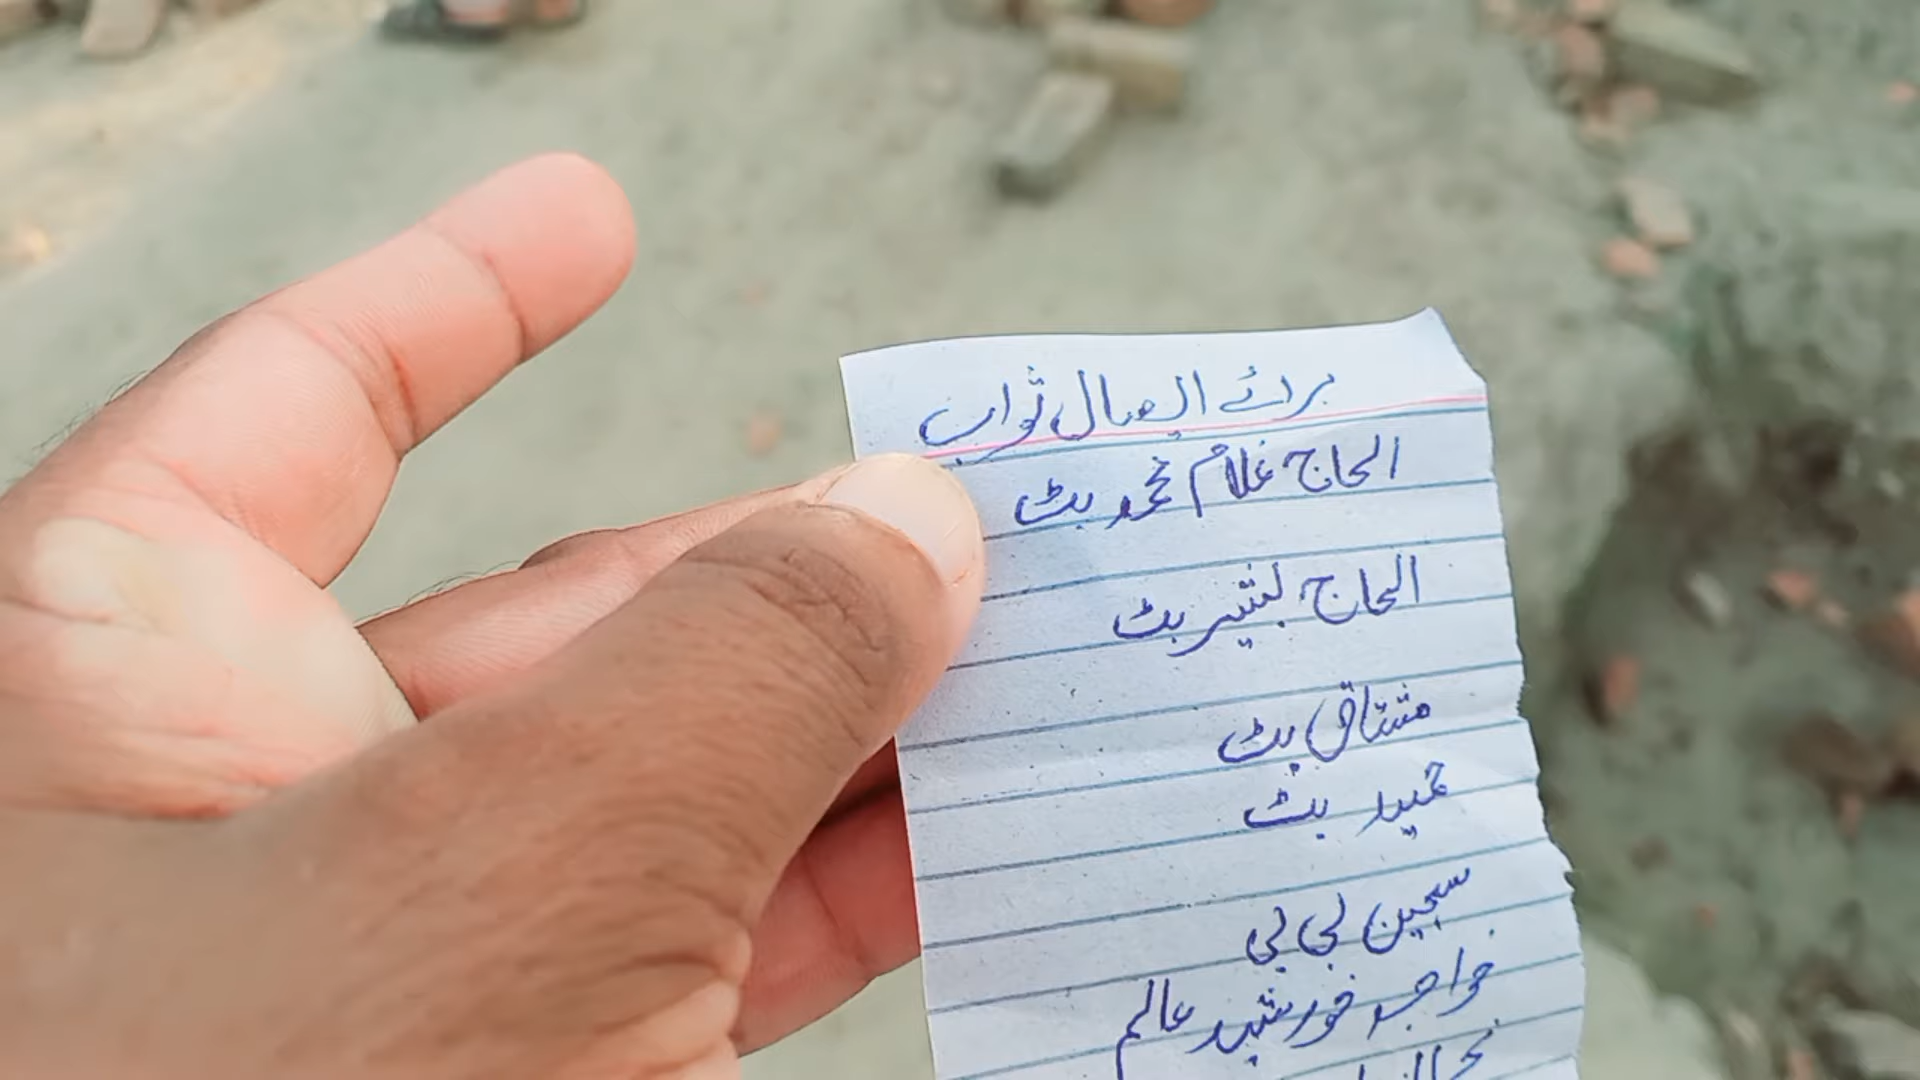 برائے ایصال ثواب
الحاج غلام محمد بٹ
الحاج بشیر بٹ
مشتاق بٹ
حمید بٹ
سجین بی بی
خواجہ خورشید عالم